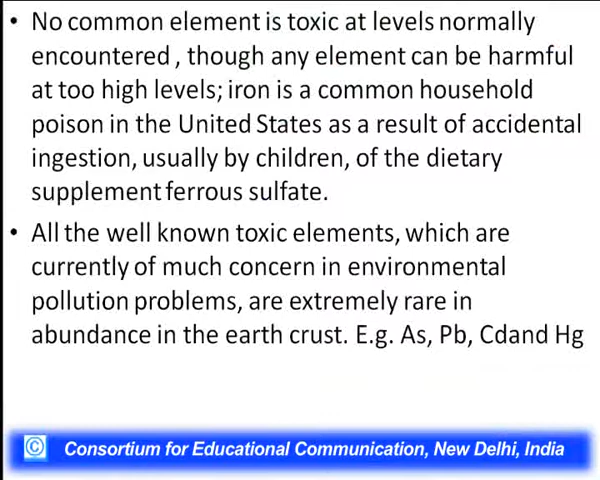 • No common element is toxic at levels normally
encountered , though any element can be harmful
at too high levels; iron is a common household
poison in the United States as a result of accidental
ingestion, usually by children, of the dietary
supplement ferrous sulfate.
• All the well known toxic elements, which are
currently of much concern in environmental
pollution problems, are extremely rare in
abundance in the earth crust. E.g. As, Pb, Cdand Hg
© Consortium for Educational Communication, New Delhi, India